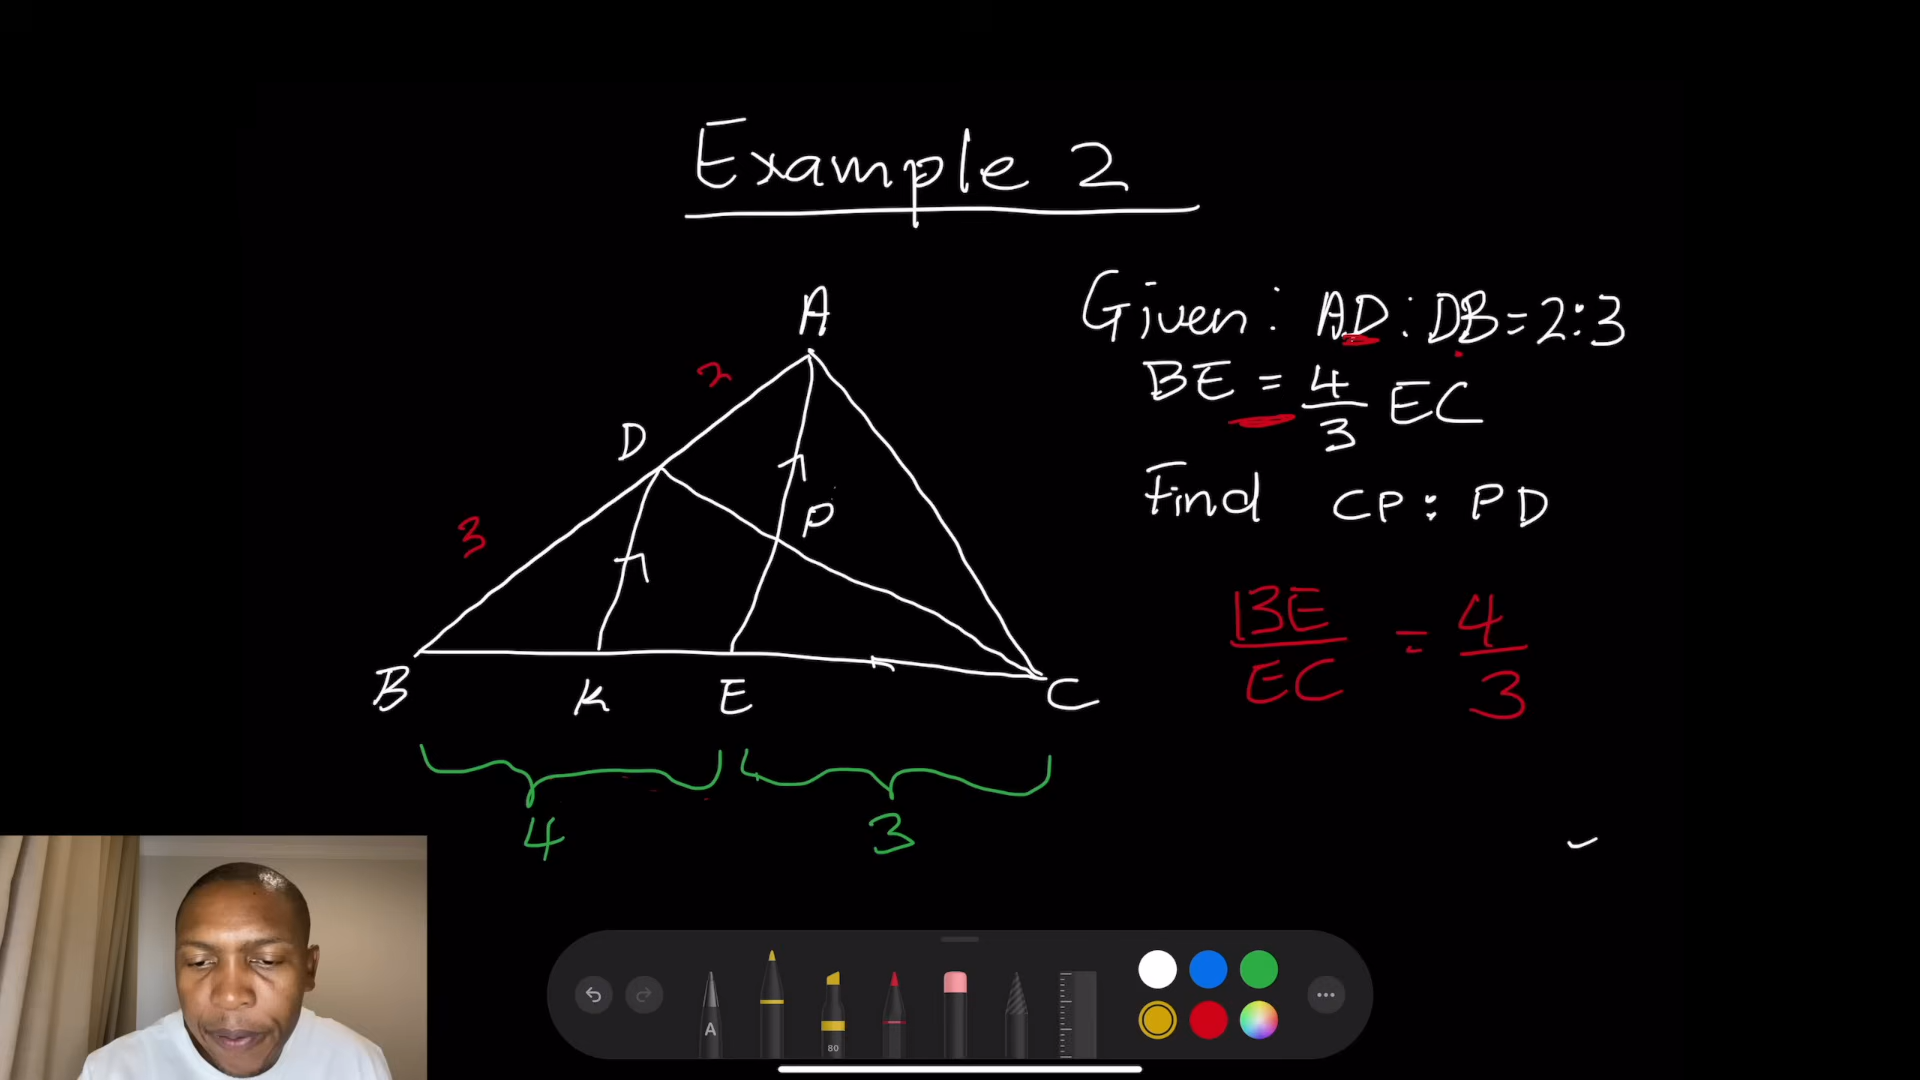 Example 2
Given: AD:DB=2:3
BE = 4/3 EC
Find CP:PD
BE/EC = 4/3
A
2
D
3
P
B K E C
4 3
A
80